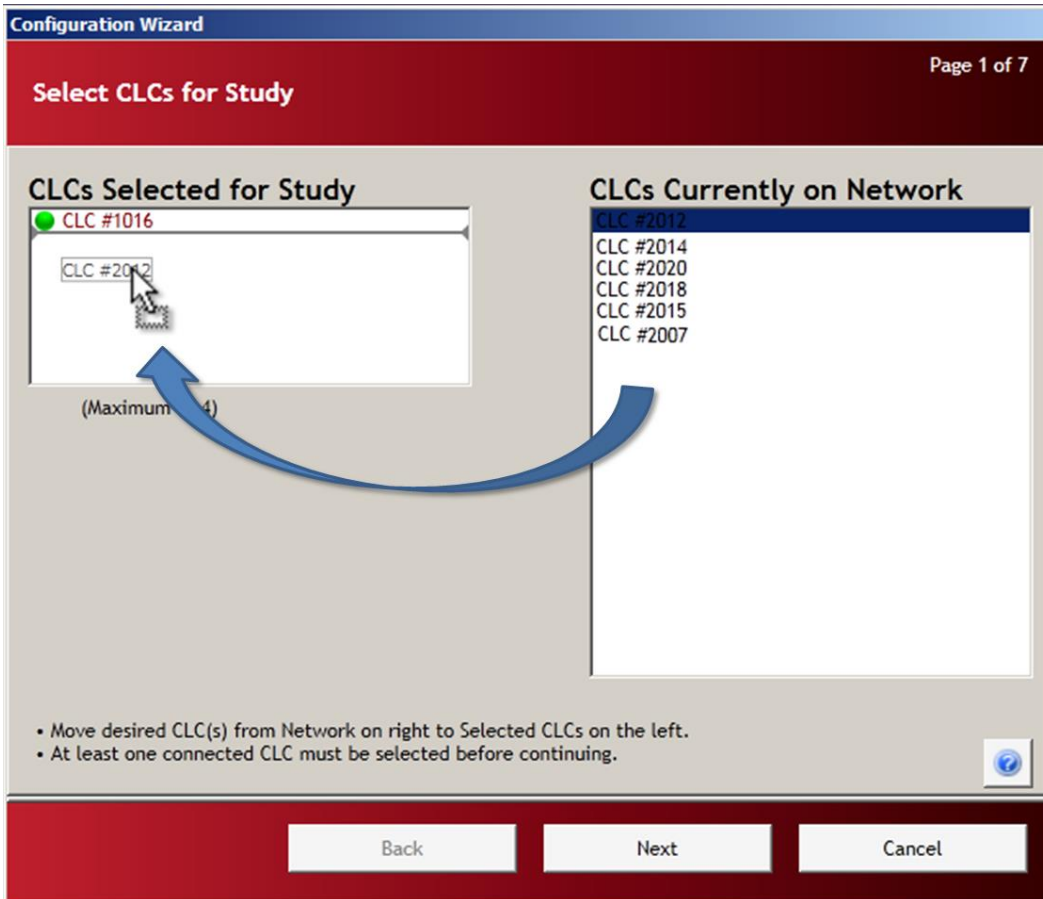 Configuration Wizard
Page 1 of 7
Select CLCs for Study
CLCs Selected for Study
CLC #1016
CLC #2012
(Maximum 4)
CLCs Currently on Network
CLC #2012
CLC #2014
CLC #2020
CLC #2018
CLC #2015
CLC #2007
• Move desired CLC(s) from Network on right to Selected CLCs on the left.
• At least one connected CLC must be selected before continuing.
?
Back
Next
Cancel